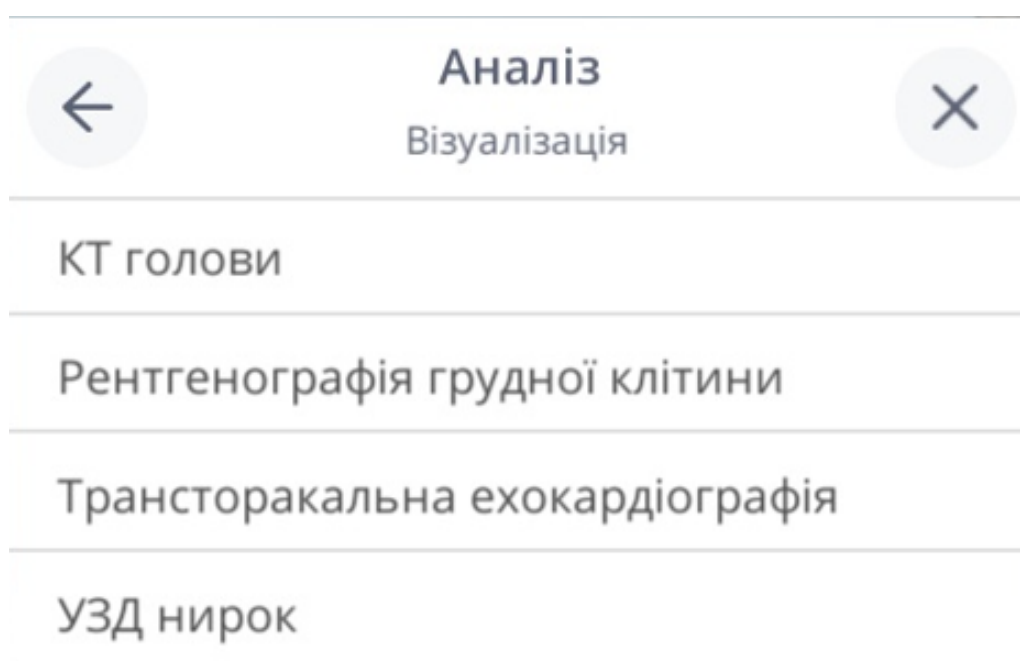 Аналіз
Візуалізація
КТ голови
Рентгенографія грудної клітини
Трансторакальна ехокардіографія
УЗД нирок